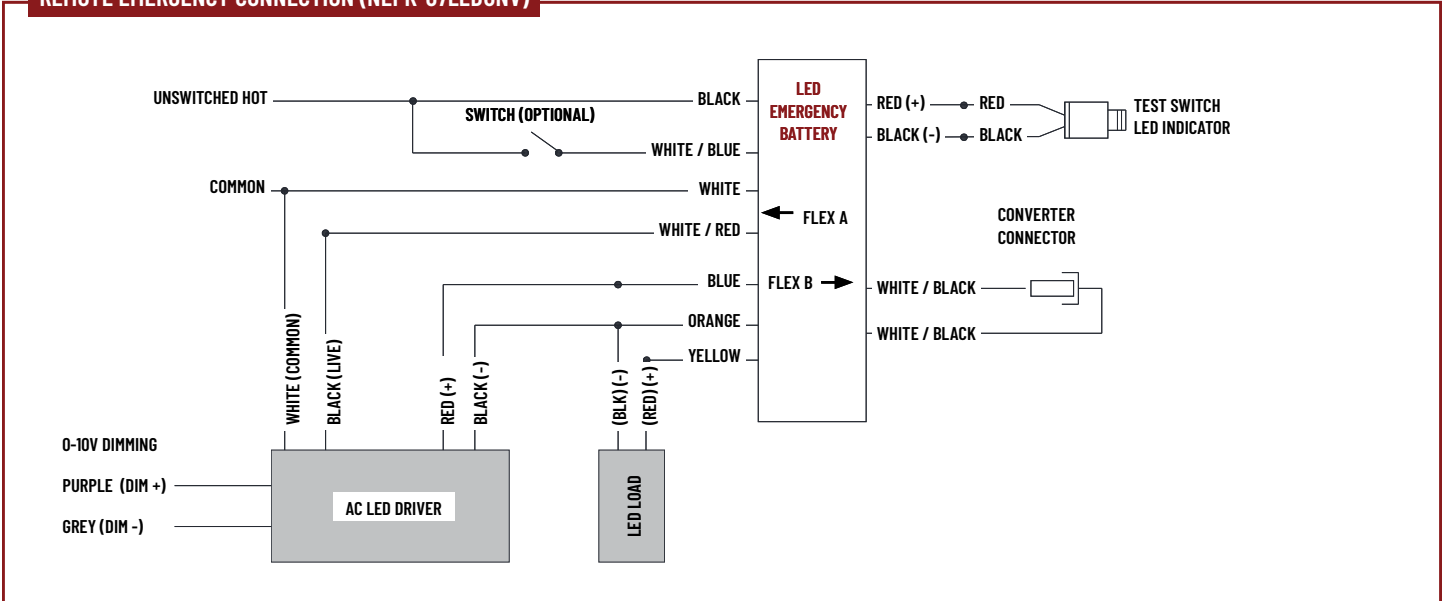 UNSWITCHED HOT
SWITCH (OPTIONAL)
BLACK
WHITE / BLUE
COMMON
WHITE
WHITE / RED
BLUE
ORANGE
YELLOW
LED
EMERGENCY
BATTERY
FLEX A
FLEX B
RED (+)
RED
BLACK (-)
BLACK
TEST SWITCH
LED INDICATOR
CONVERTER
CONNECTOR
WHITE / BLACK
WHITE / BLACK
WHITE (COMMON)
BLACK (LIVE)
RED (+)
BLACK (-)
(BLK) (-)
(RED) (+)
0-10V DIMMING
PURPLE (DIM +)
GREY (DIM -)
AC LED DRIVER
LED LOAD